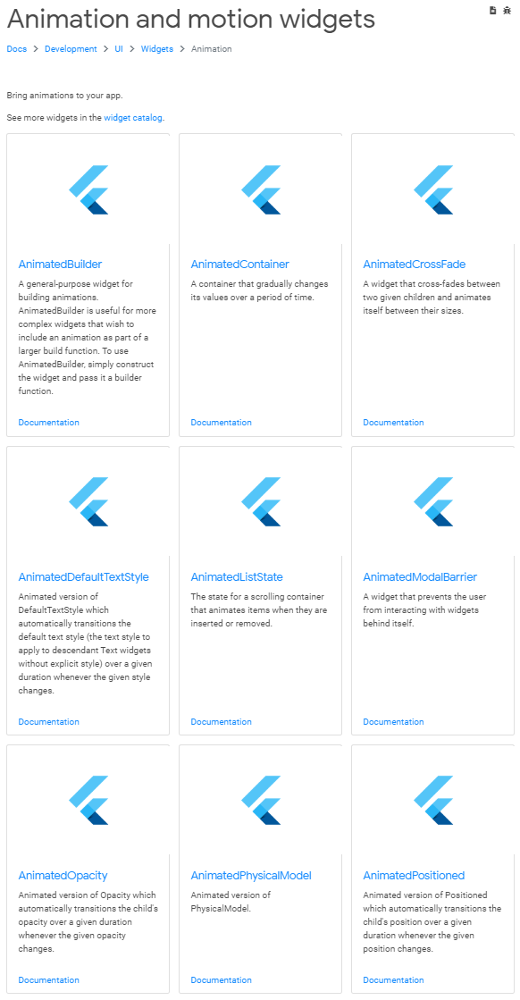 Animation and motion widgets
Docs > Development > UI > Widgets > Animation
Bring animations to your app.
See more widgets in the widget catalog.
AnimatedBuilder
A general-purpose widget for
building animations.
AnimatedBuilder is useful for more
complex widgets that wish to
include an animation as part of a
larger build function. To use
AnimatedBuilder, simply construct
the widget and pass it a builder
function.
Documentation
AnimatedContainer
A container that gradually changes
its values over a period of time.
Documentation
AnimatedCrossFade
A widget that cross-fades between
two given children and animates
itself between their sizes.
Documentation
AnimatedDefaultTextStyle
Animated version of
DefaultTextStyle which
automatically transitions the
default text style (the text style to
apply to descendant Text widgets
without explicit style) over a given
duration whenever the given style
changes.
Documentation
AnimatedListState
The state for a scrolling container
that animates items when they are
inserted or removed.
Documentation
AnimatedModalBarrier
A widget that prevents the user
from interacting with widgets
behind itself.
Documentation
AnimatedOpacity
Animated version of Opacity which
automatically transitions the child's
opacity over a given duration
whenever the given opacity
changes.
Documentation
AnimatedPhysicalModel
Animated version of
PhysicalModel.
Documentation
AnimatedPositioned
Animated version of Positioned
which automatically transitions the
child's position over a given
duration whenever the given
position changes.
Documentation